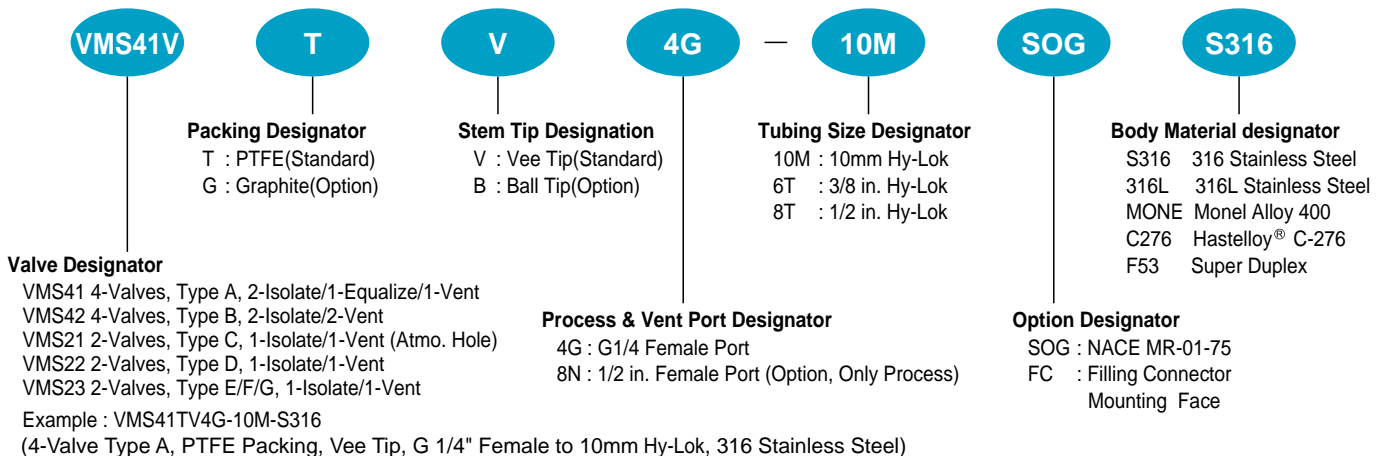 VMS41V T V 4G — 10M SOG S316
Packing Designator
T : PTFE(Standard)
G : Graphite(Option)
Stem Tip Designation
V : Vee Tip(Standard)
B : Ball Tip(Option)
Tubing Size Designator
10M : 10mm Hy-Lok
6T : 3/8 in. Hy-Lok
8T : 1/2 in. Hy-Lok
Body Material designator
S316 316 Stainless Steel
316L 316L Stainless Steel
MONE Monel Alloy 400
C276 Hastelloy® C-276
F53 Super Duplex
Valve Designator
VMS41 4-Valves, Type A, 2-Isolate/1-Equalize/1-Vent
VMS42 4-Valves, Type B, 2-Isolate/2-Vent
VMS21 2-Valves, Type C, 1-Isolate/1-Vent (Atmo. Hole)
VMS22 2-Valves, Type D, 1-Isolate/1-Vent
VMS23 2-Valves, Type E/F/G, 1-Isolate/1-Vent
Process & Vent Port Designator
4G : G1/4 Female Port
8N : 1/2 in. Female Port (Option, Only Process)
Option Designator
SOG : NACE MR-01-75
FC : Filling Connector
Mounting Face
Example : VMS41TV4G-10M-S316
(4-Valve Type A, PTFE Packing, Vee Tip, G 1/4" Female to 10mm Hy-Lok, 316 Stainless Steel)